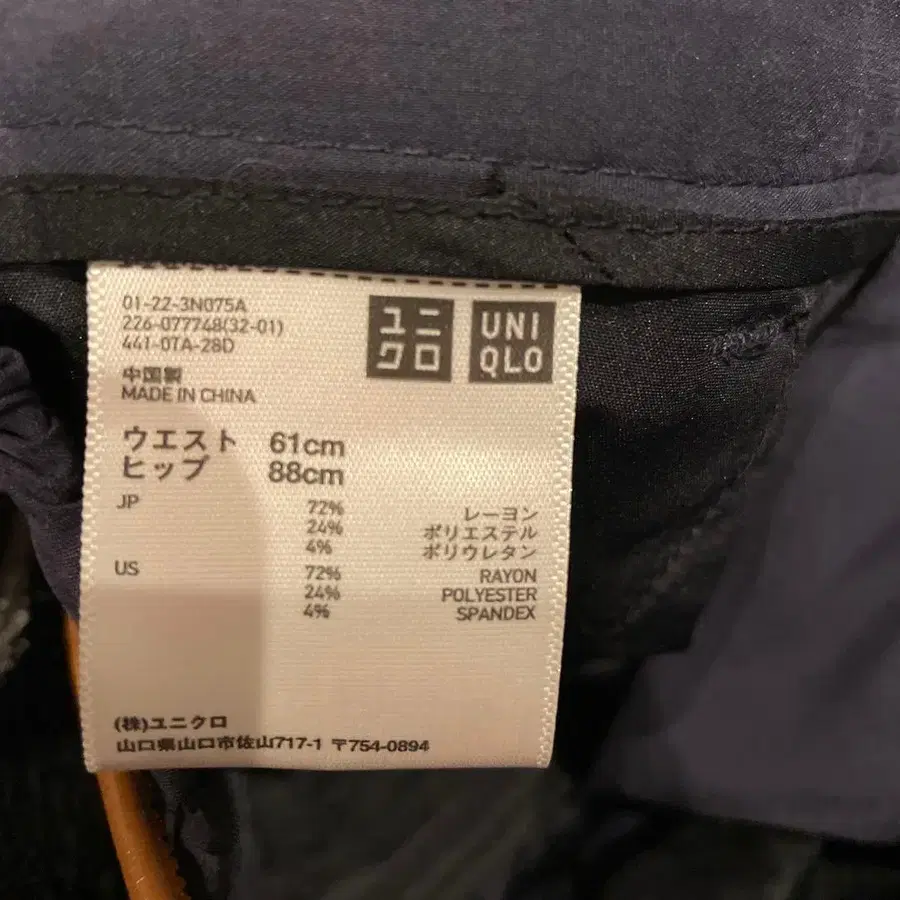 01-22-3N075A
226-077748(32-01)
441-07A-28D
中国製
MADE IN CHINA
ユニ
クロ
UNI
QLO
ウエスト 61cm
ヒップ 88cm
JP 72% レーヨン
24% ポリエステル
4% ポリウレタン
US 72% RAYON
24% POLYESTER
4% SPANDEX
(株)ユニクロ
山口県山口市佐山717-1 〒754-0894